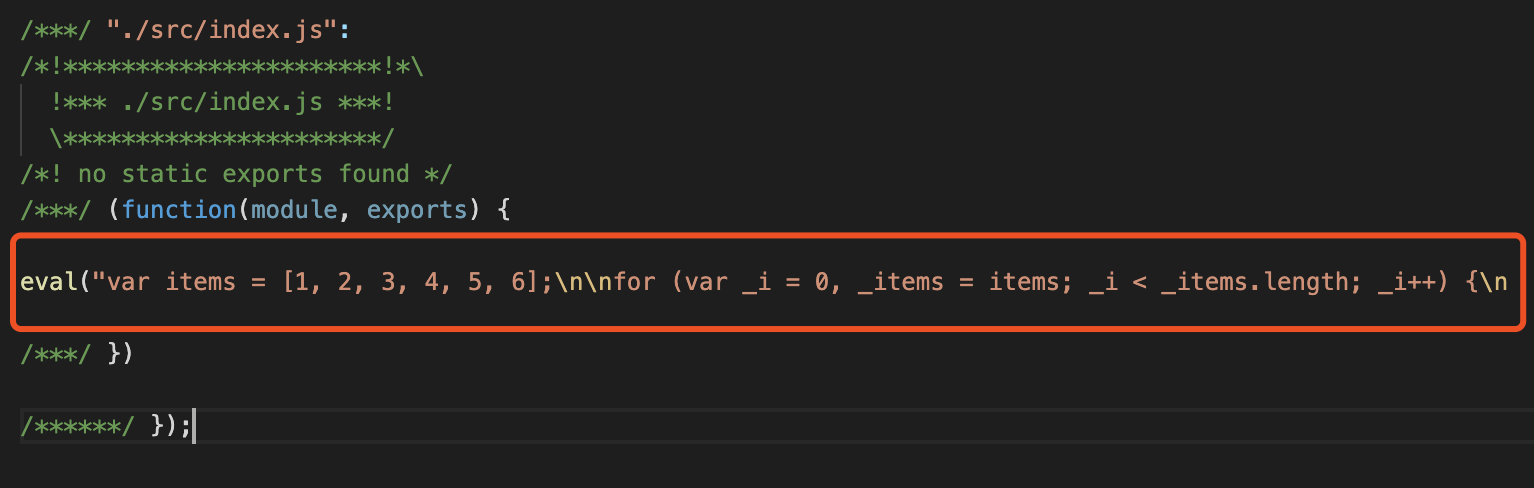 /***/ "./src/index.js":
/*!**********************!*\
  !*** ./src/index.js ***!
  \**********************/
/*! no static exports found */
/***/ (function(module, exports) {
eval("var items = [1, 2, 3, 4, 5, 6];\n\nfor (var _i = 0, _items = items; _i < _items.length; _i++) {\n
/***/ })
/******/ });